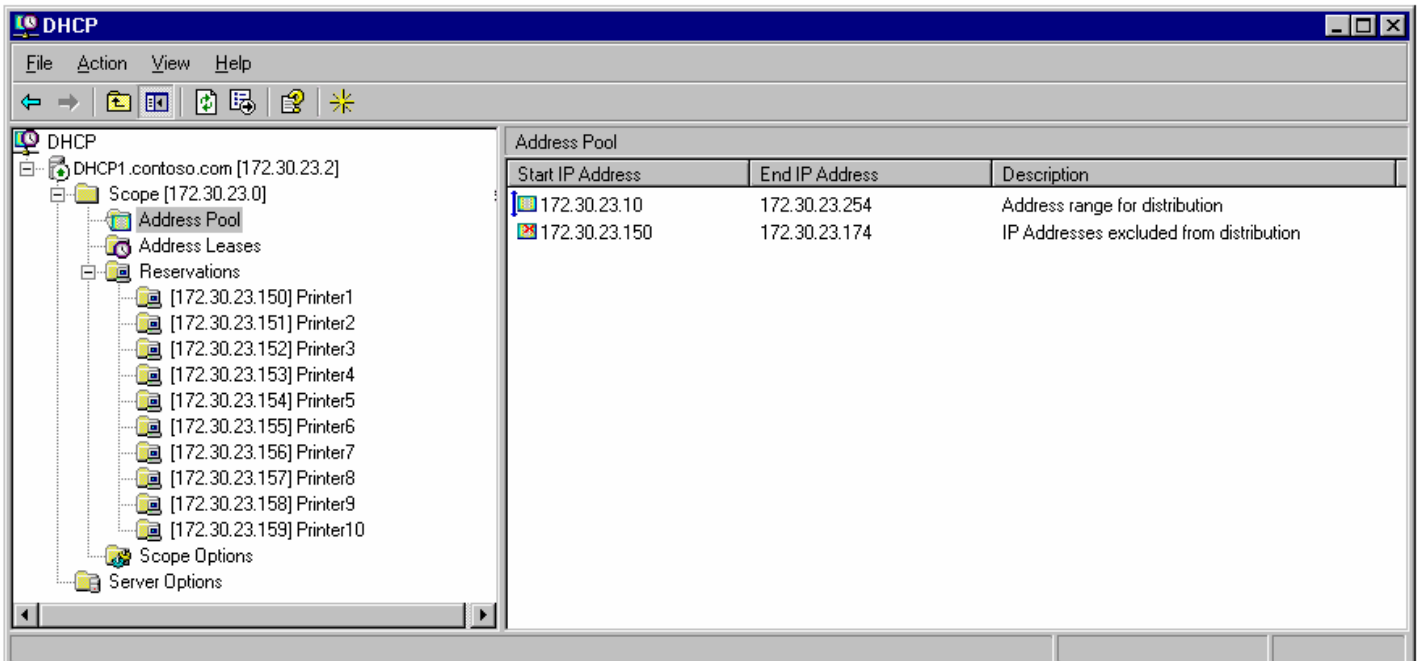 DHCP
File Action View Help
DHCP
DHCP1.contoso.com [172.30.23.2]
Scope [172.30.23.0]
Address Pool
Address Leases
Reservations
[172.30.23.150] Printer1
[172.30.23.151] Printer2
[172.30.23.152] Printer3
[172.30.23.153] Printer4
[172.30.23.154] Printer5
[172.30.23.155] Printer6
[172.30.23.156] Printer7
[172.30.23.157] Printer8
[172.30.23.158] Printer9
[172.30.23.159] Printer10
Scope Options
Server Options
Address Pool
Start IP Address End IP Address Description
172.30.23.10 172.30.23.254 Address range for distribution
172.30.23.150 172.30.23.174 IP Addresses excluded from distribution